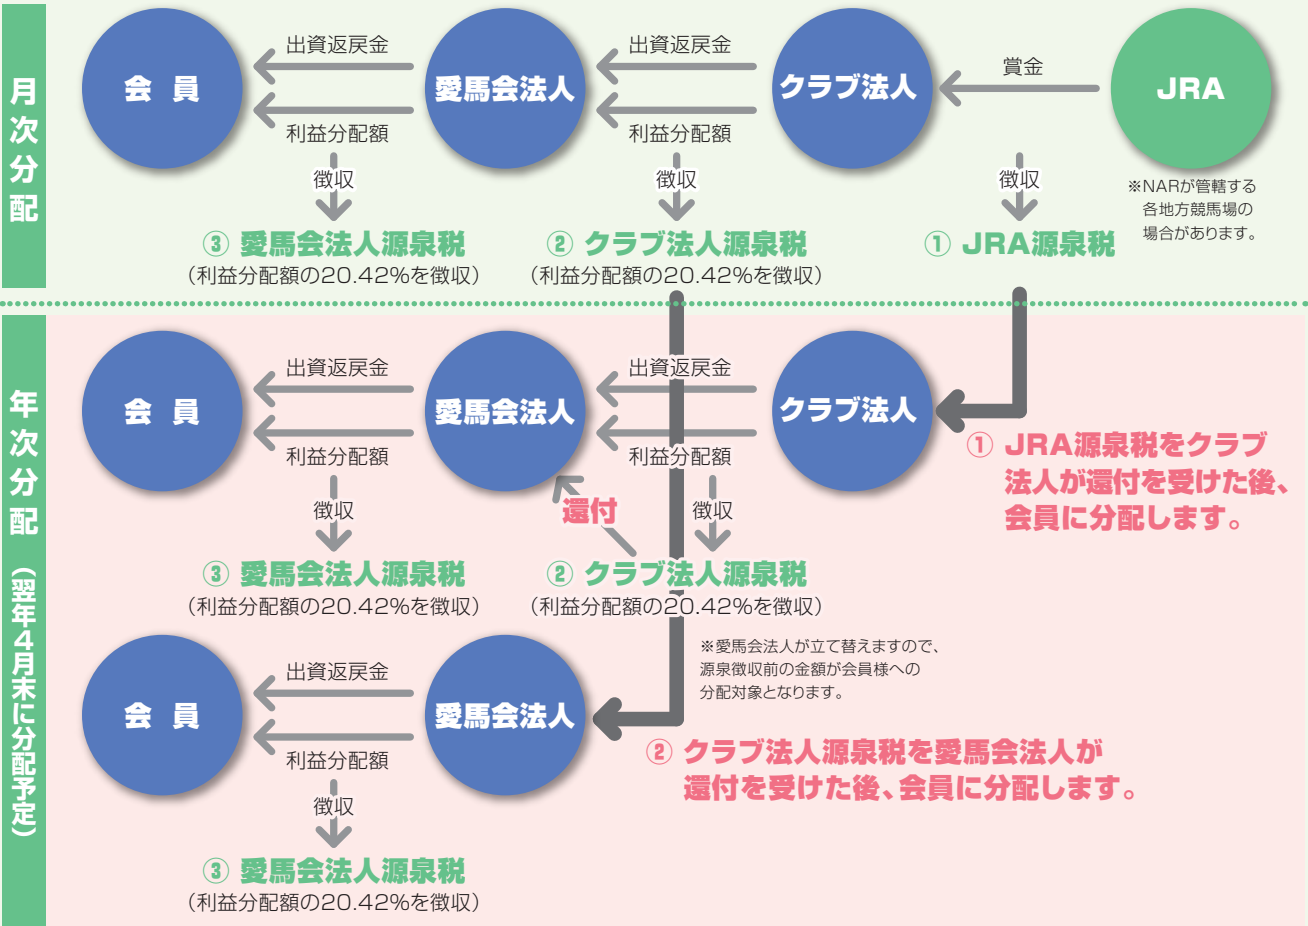 月次分配
会員
出資返戻金
利益分配額
愛馬会法人
出資返戻金
利益分配額
クラブ法人
賞金
JRA
※NARが管轄する
各地方競馬場の
場合があります。
徴収
徴収
徴収
③ 愛馬会法人源泉税
（利益分配額の20.42%を徴収）
② クラブ法人源泉税
（利益分配額の20.42%を徴収）
① JRA源泉税
年次分配（翌年4月末に分配予定）
会員
出資返戻金
利益分配額
愛馬会法人
出資返戻金
利益分配額
クラブ法人
① JRA源泉税をクラブ
法人が還付を受けた後、
会員に分配します。
徴収
還付
徴収
③ 愛馬会法人源泉税
（利益分配額の20.42%を徴収）
② クラブ法人源泉税
（利益分配額の20.42%を徴収）
※愛馬会法人が立て替えますので、
源泉徴収前の金額が会員様への
分配対象となります。
会員
出資返戻金
利益分配額
愛馬会法人
② クラブ法人源泉税を愛馬会法人が
還付を受けた後、会員に分配します。
徴収
③ 愛馬会法人源泉税
（利益分配額の20.42%を徴収）